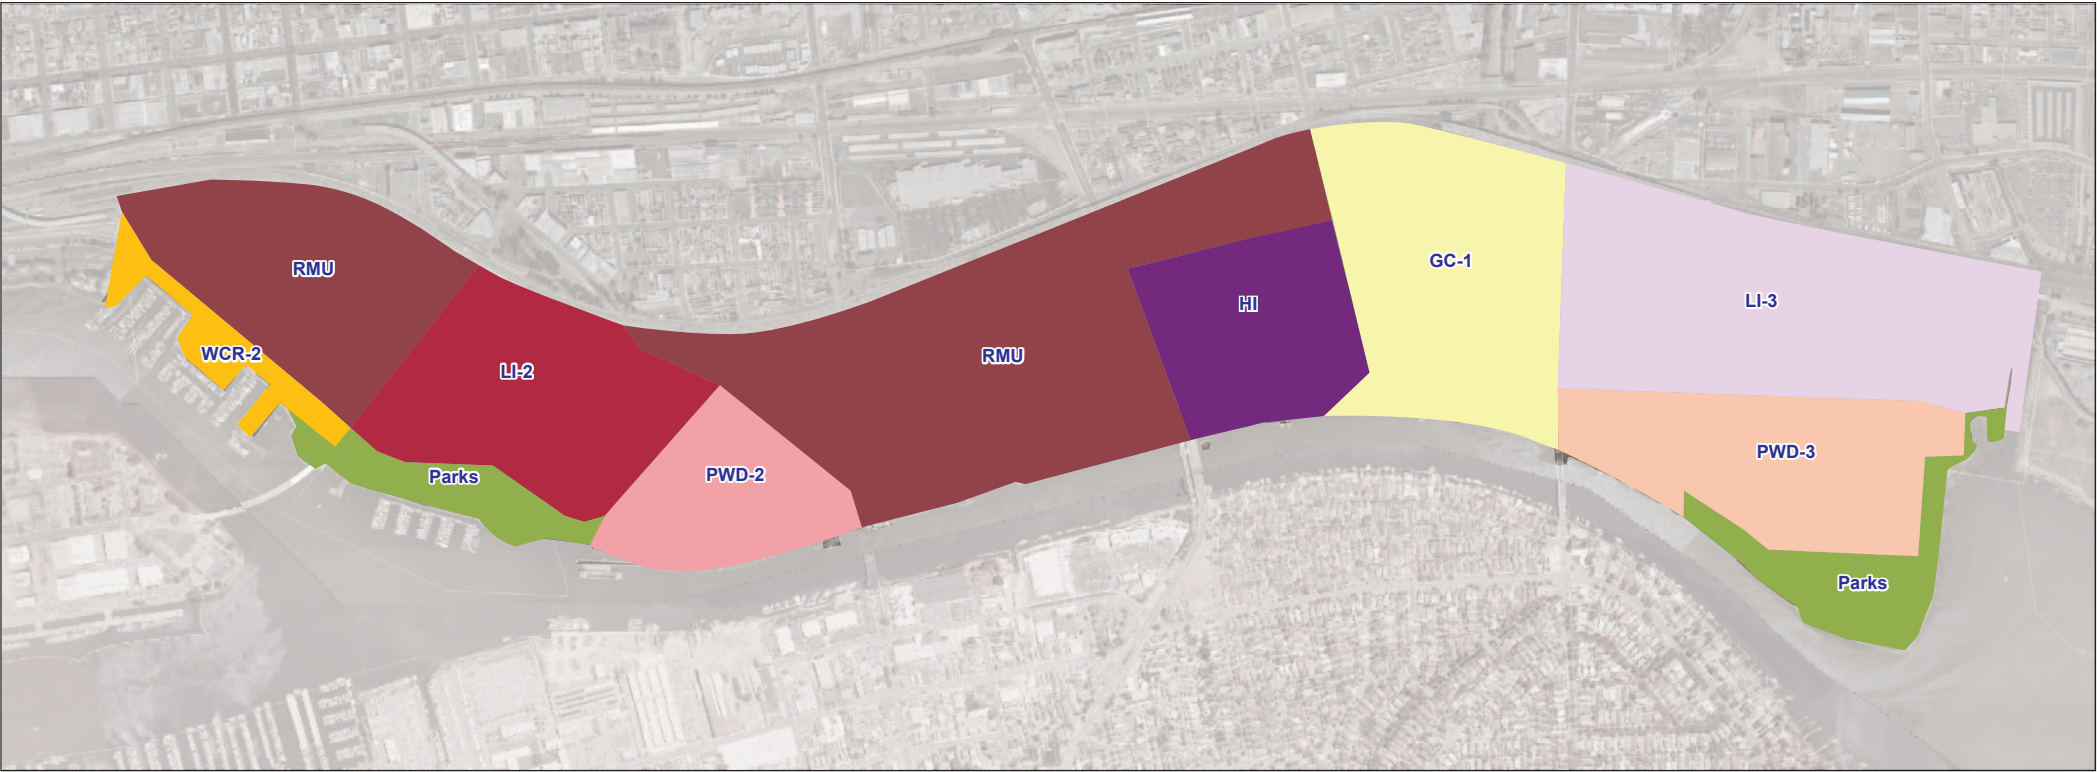 RMU
WCR-2
LI-2
Parks
PWD-2
RMU
HI
GC-1
LI-3
PWD-3
Parks